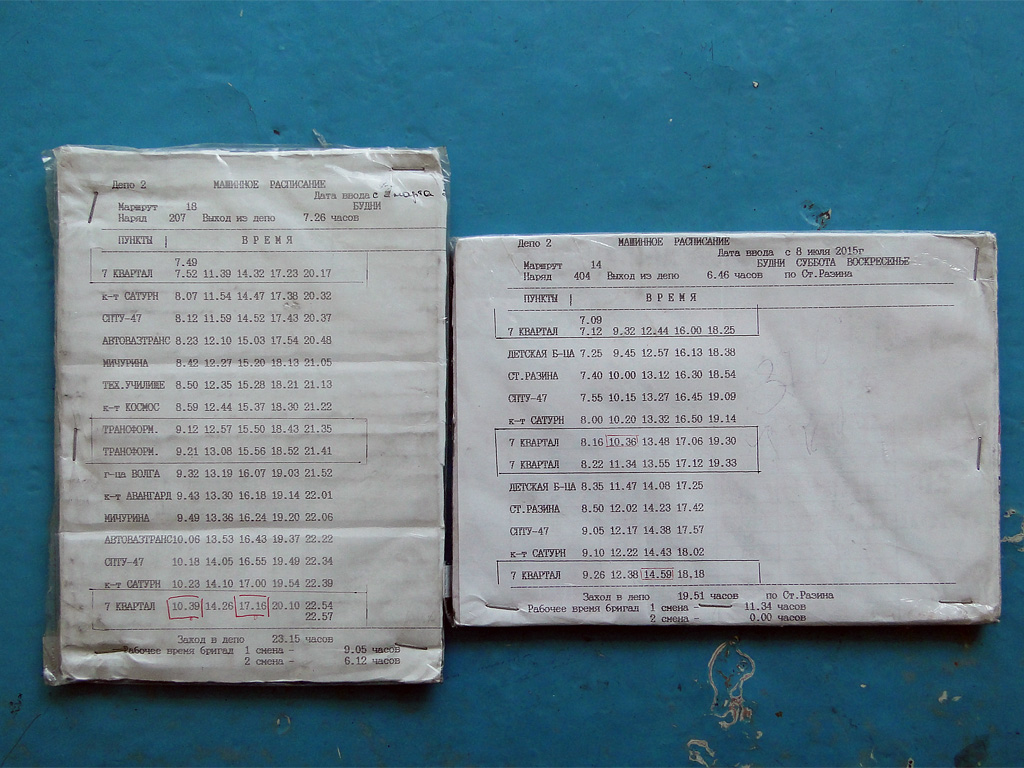 Депо 2 МАШИННОЕ РАСПИСАНИЕ
Дата ввода с 2 марта
Маршрут 18 БУДНИ
Наряд 207 Выход из депо 7.26 часов
ПУНКТЫ | ВРЕМЯ
7.49
7 КВАРТАЛ 7.52 11.39 14.32 17.23 20.17
к-т САТУРН 8.07 11.54 14.47 17.38 20.32
СПТУ-47 8.12 11.59 14.52 17.43 20.37
АВТОВАЗТРАНС 8.23 12.10 15.03 17.54 20.48
МИЧУРИНА 8.42 12.27 15.20 18.13 21.05
ТЕХ.УЧИЛИЩЕ 8.50 12.35 15.28 18.21 21.13
к-т КОСМОС 8.59 12.44 15.37 18.30 21.22
ТРАНСФОРМ. 9.12 12.57 15.50 18.43 21.35
ТРАНСФОРМ. 9.21 13.08 15.56 18.52 21.41
г-ца ВОЛГА 9.32 13.19 16.07 19.03 21.52
к-т АВАНГАРД 9.43 13.30 16.18 19.14 22.01
МИЧУРИНА 9.49 13.36 16.24 19.20 22.06
АВТОВАЗТРАНС10.06 13.53 16.43 19.37 22.22
СПТУ-47 10.18 14.05 16.55 19.49 22.34
к-т САТУРН 10.23 14.10 17.00 19.54 22.39
7 КВАРТАЛ 10.39 14.26 17.16 20.10 22.54
22.57
Заход в депо 23.15 часов
Рабочее время бригад 1 смена - 9.05 часов
2 смена - 6.12 часов
Депо 2 МАШИННОЕ РАСПИСАНИЕ
Дата ввода с 8 июля 2015г
Маршрут 14 БУДНИ СУББОТА ВОСКРЕСЕНЬЕ
Наряд 404 Выход из депо 6.46 часов по Ст.Разина
ПУНКТЫ | ВРЕМЯ
7.09
7 КВАРТАЛ 7.12 9.32 12.44 16.00 18.25
ДЕТСКАЯ Б-ЦА 7.25 9.45 12.57 16.13 18.38
СТ.РАЗИНА 7.40 10.00 13.12 16.30 18.54
СПТУ-47 7.55 10.15 13.27 16.45 19.09
к-т САТУРН 8.00 10.20 13.32 16.50 19.14
7 КВАРТАЛ 8.16 10.36 13.48 17.06 19.30
7 КВАРТАЛ 8.22 11.34 13.55 17.12 19.33
ДЕТСКАЯ Б-ЦА 8.35 11.47 14.08 17.25
СТ.РАЗИНА 8.50 12.02 14.23 17.42
СПТУ-47 9.05 12.17 14.38 17.57
к-т САТУРН 9.10 12.22 14.43 18.02
7 КВАРТАЛ 9.26 12.38 14.59 18.18
Заход в депо 19.51 часов по Ст.Разина
Рабочее время бригад 1 смена - 11.34 часов
2 смена - 0.00 часов